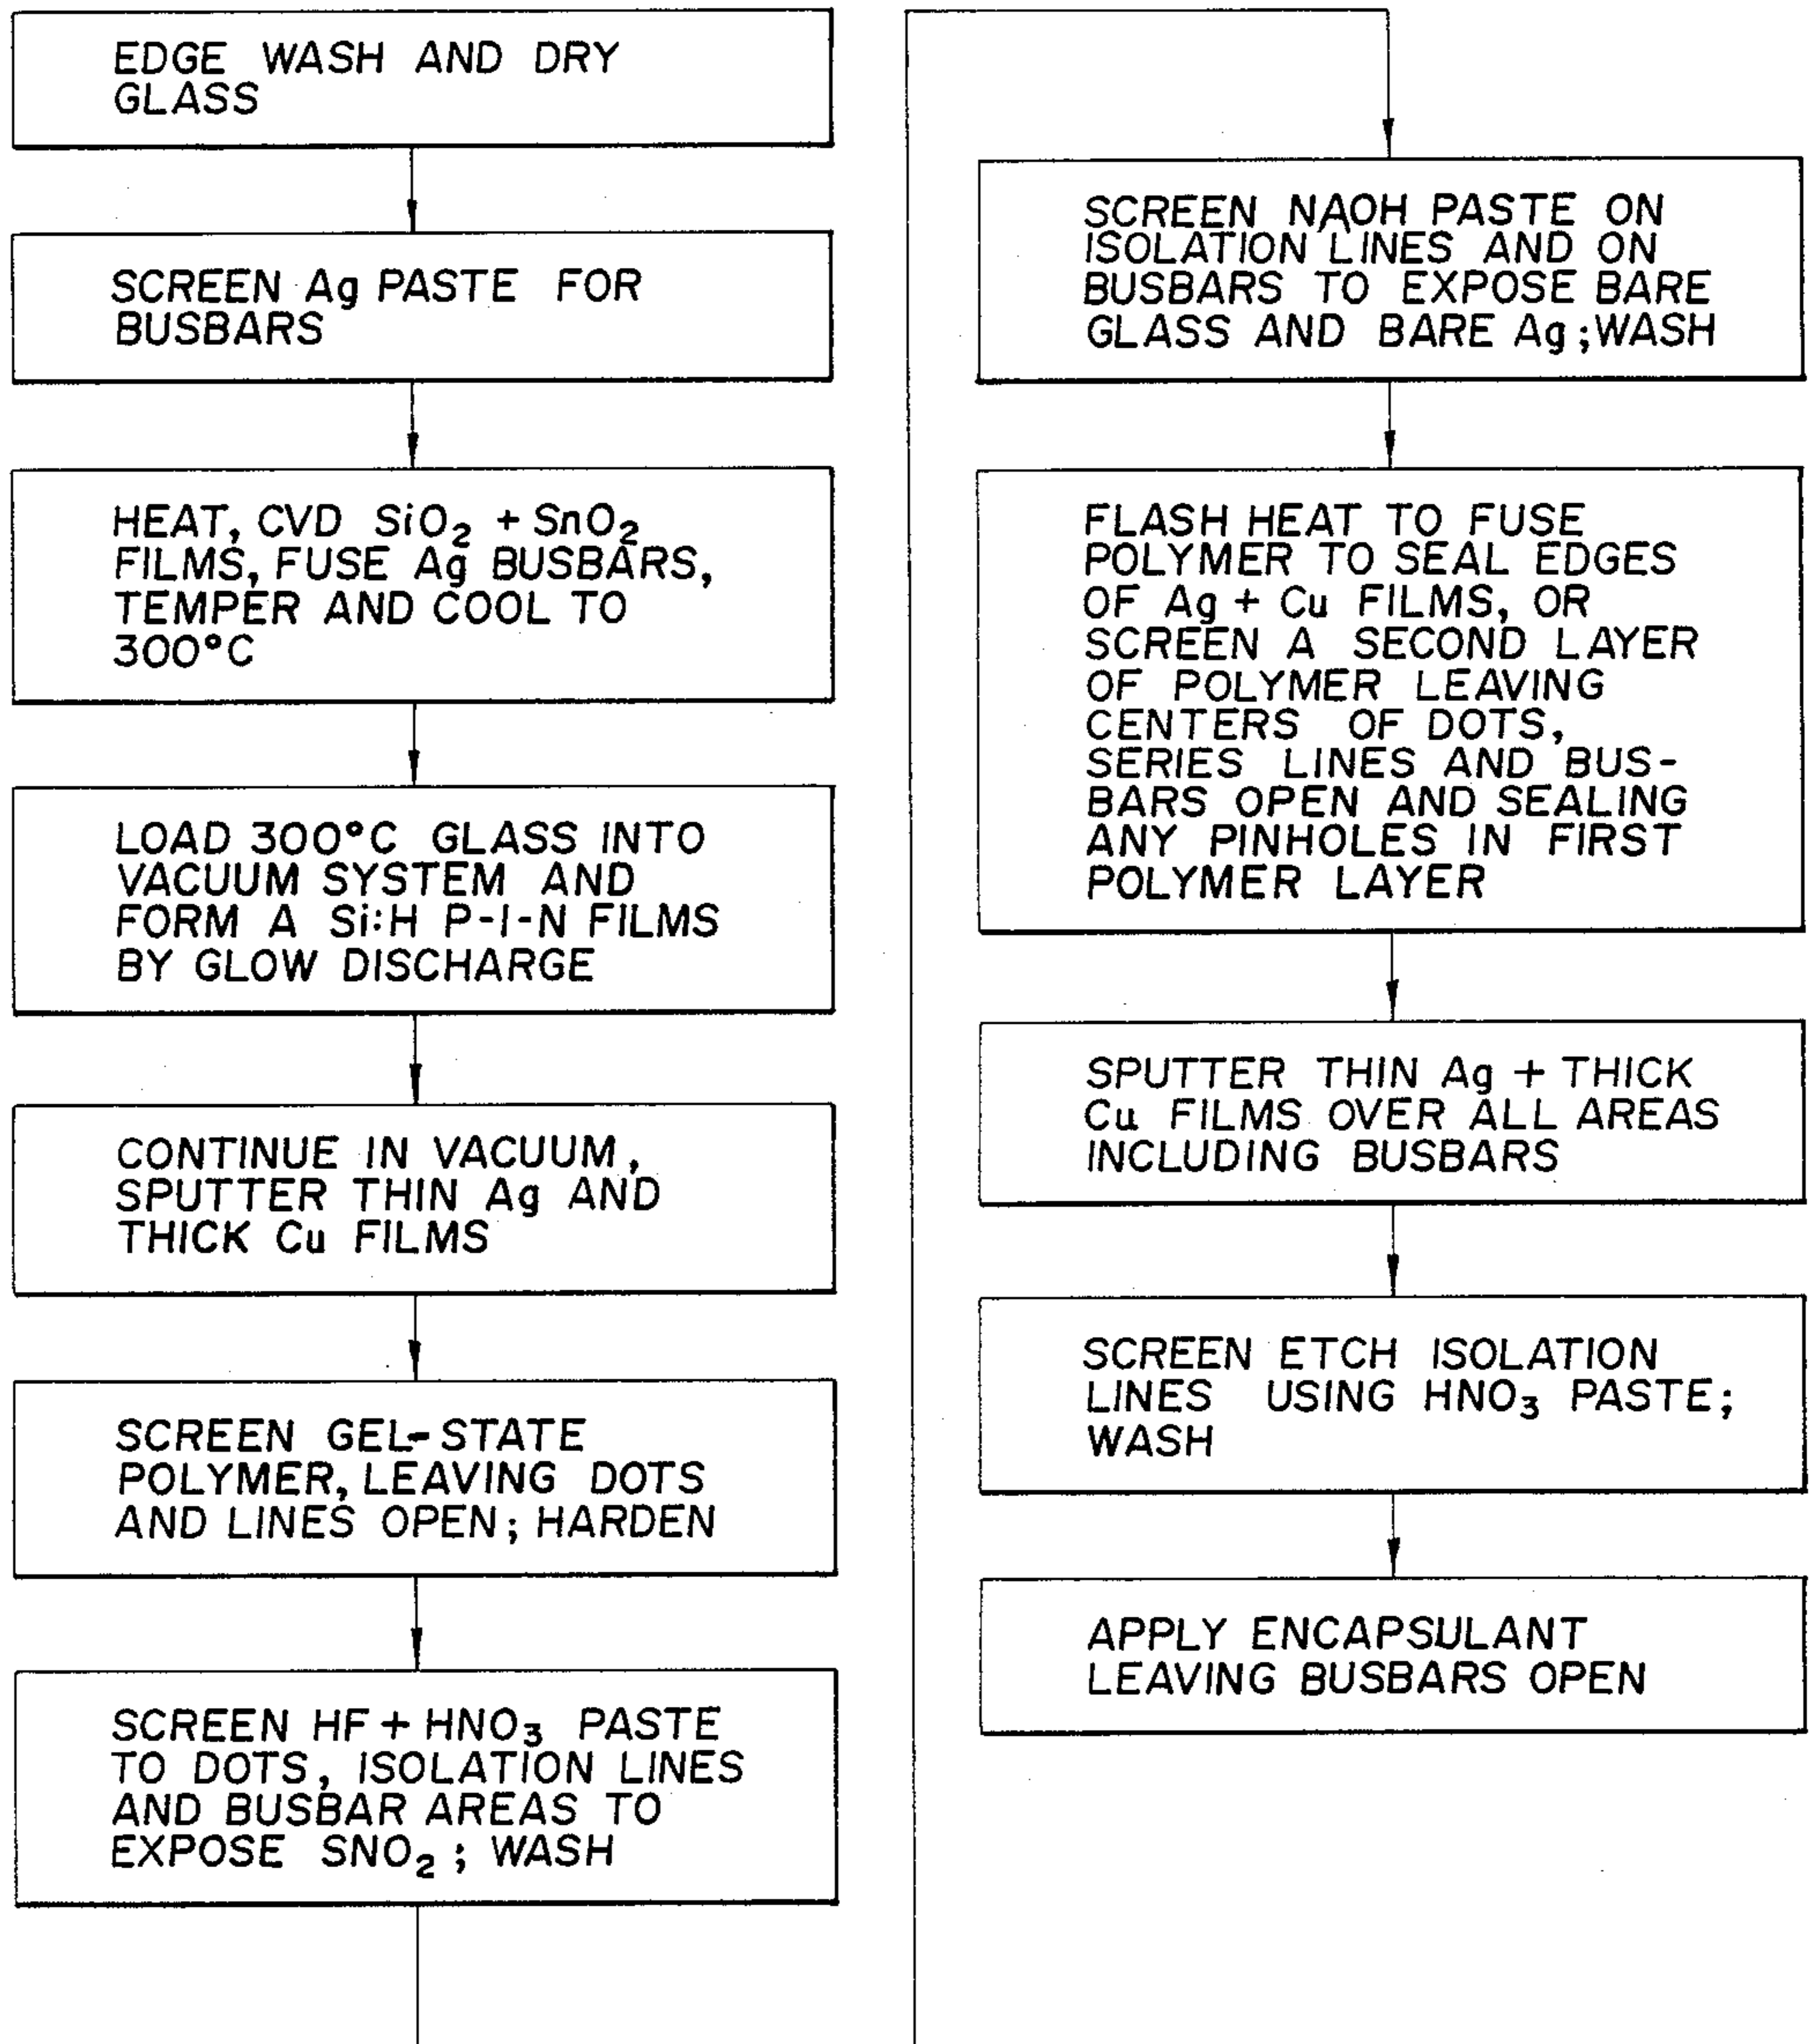 EDGE WASH AND DRY
GLASS
SCREEN Ag PASTE FOR
BUSBARS
HEAT, CVD SiO₂ + SnO₂
FILMS, FUSE Ag BUSBARS,
TEMPER AND COOL TO
300°C
LOAD 300°C GLASS INTO
VACUUM SYSTEM AND
FORM A Si:H P-I-N FILMS
BY GLOW DISCHARGE
CONTINUE IN VACUUM,
SPUTTER THIN Ag AND
THICK Cu FILMS
SCREEN GEL-STATE
POLYMER, LEAVING DOTS
AND LINES OPEN; HARDEN
SCREEN HF + HNO₃ PASTE
TO DOTS, ISOLATION LINES
AND BUSBAR AREAS TO
EXPOSE SNO₂; WASH
SCREEN NAOH PASTE ON
ISOLATION LINES AND ON
BUSBARS TO EXPOSE BARE
GLASS AND BARE Ag; WASH
FLASH HEAT TO FUSE
POLYMER TO SEAL EDGES
OF Ag + Cu FILMS, OR
SCREEN A SECOND LAYER
OF POLYMER LEAVING
CENTERS OF DOTS,
SERIES LINES AND BUS-
BARS OPEN AND SEALING
ANY PINHOLES IN FIRST
POLYMER LAYER
SPUTTER THIN Ag + THICK
Cu FILMS OVER ALL AREAS
INCLUDING BUSBARS
SCREEN ETCH ISOLATION
LINES USING HNO₃ PASTE;
WASH
APPLY ENCAPSULANT
LEAVING BUSBARS OPEN